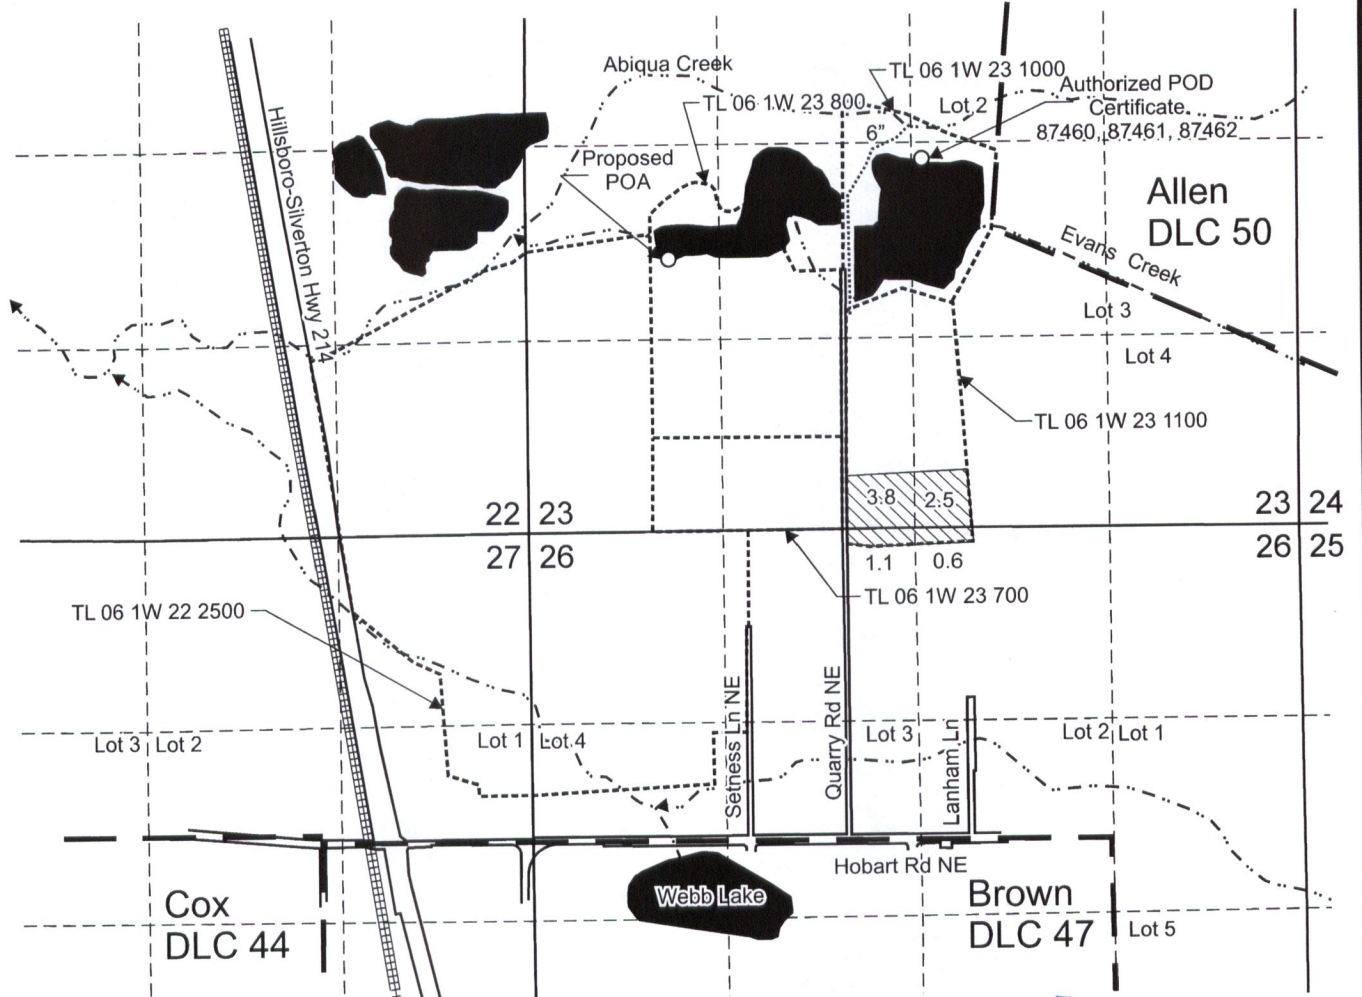 Abiqua Creek
TL 06 1W 23 1000
TL 06 1W 23 800
Authorized POD
Certificate
87460, 87461, 87462
Lot 2
6"
Hillsboro-Silverton Hwy 214
Proposed
POA
Allen
DLC 50
Evans Creek
Lot 3
Lot 4
TL 06 1W 23 1100
3.8
2.5
22 23
27 26
23 24
26 25
1.1
0.6
TL 06 1W 23 700
TL 06 1W 22 2500
Setness Ln NE
Quarry Rd NE
Lanham Ln
Lot 3
Lot 2
Lot 1
Lot 4
Lot 3
Lot 2
Lot 1
Hobart Rd NE
Webb Lake
Cox
DLC 44
Brown
DLC 47
Lot 5